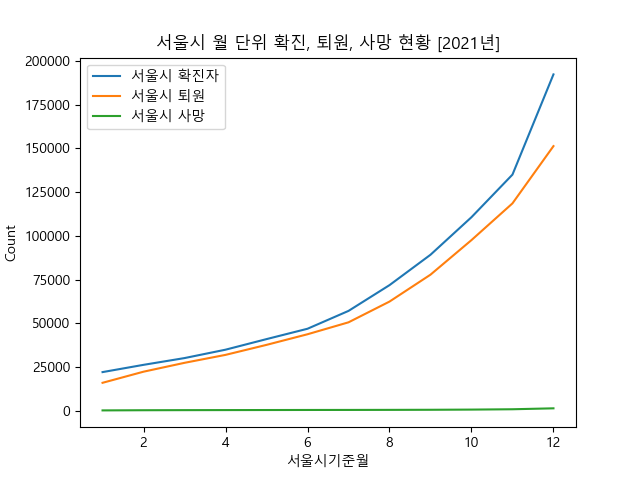 서울시 월 단위 확진, 퇴원, 사망 현황 [2021년]
서울시 확진자
서울시 퇴원
서울시 사망
Count
200000
175000
150000
125000
100000
75000
50000
25000
0
2 4 6 8 10 12
서울시기준월